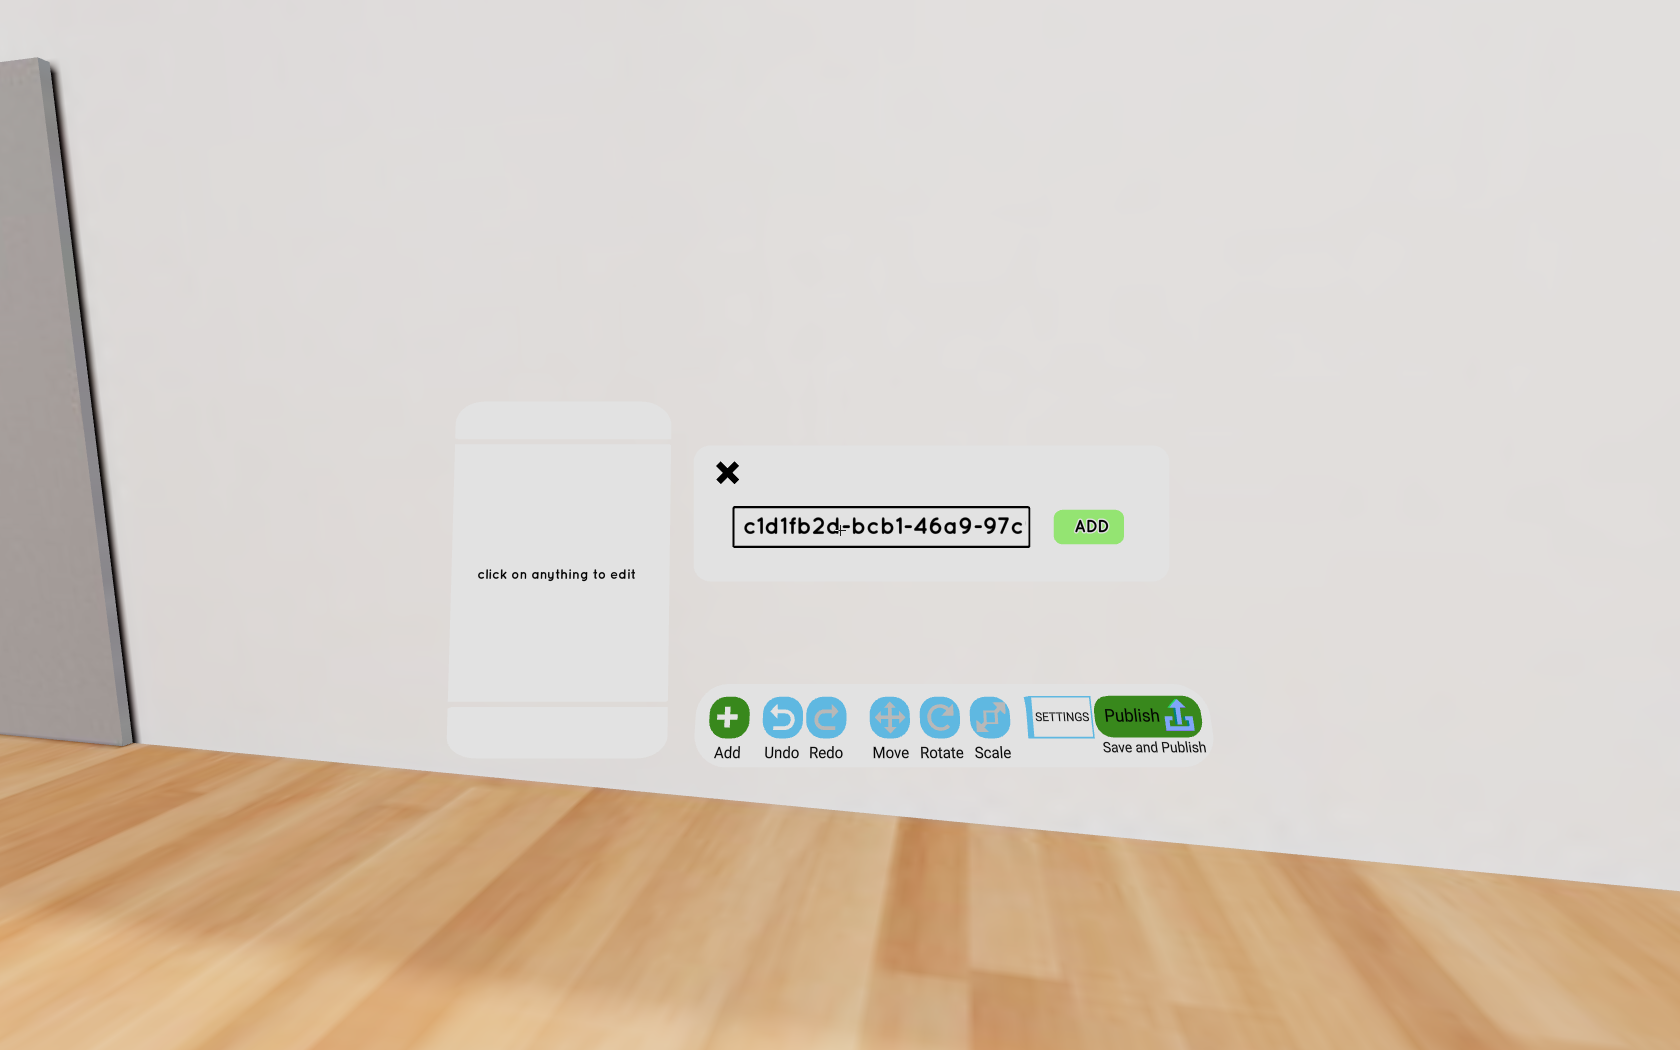 c1d1fb2d-bcb1-46a9-97c
ADD
click on anything to edit
SETTINGS
Publish
Add
Undo
Redo
Move
Rotate
Scale
Save and Publish